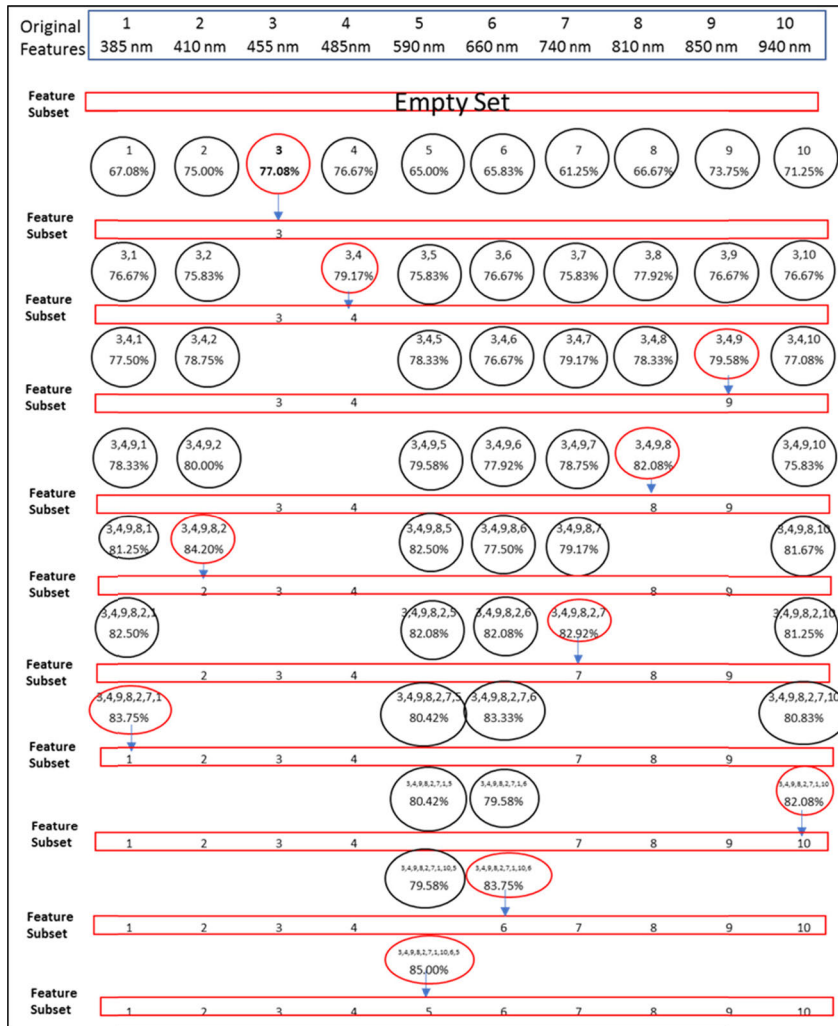 Original 1 2 3 4 5 6 7 8 9 10
Features 385 nm 410 nm 455 nm 485nm 590 nm 660 nm 740 nm 810 nm 850 nm 940 nm
Feature
Subset
Empty Set
1 2 3 4 5 6 7 8 9 10
67.08% 75.00% 77.08% 76.67% 65.00% 65.83% 61.25% 66.67% 73.75% 71.25%
Feature
Subset
3
3,1 3,2 3,4 3,5 3,6 3,7 3,8 3,9 3,10
76.67% 75.83% 79.17% 75.83% 76.67% 75.83% 77.92% 76.67% 76.67%
Feature
Subset
3 4
3,4,1 3,4,2 3,4,5 3,4,6 3,4,7 3,4,8 3,4,9 3,4,10
77.50% 78.75% 78.33% 76.67% 79.17% 78.33% 79.58% 77.08%
Feature
Subset
3 4 9
3,4,9,1 3,4,9,2 3,4,9,5 3,4,9,6 3,4,9,7 3,4,9,8 3,4,9,10
78.33% 80.00% 79.58% 77.92% 78.75% 82.08% 75.83%
Feature
Subset
3 4 8 9
3,4,9,8,1 3,4,9,8,2 3,4,9,8,5 3,4,9,8,6 3,4,9,8,7 3,4,9,8,10
81.25% 84.20% 82.50% 77.50% 79.17% 81.67%
Feature
Subset
2 3 4 8 9
3,4,9,8,2,1 3,4,9,8,2,5 3,4,9,8,2,6 3,4,9,8,2,7 3,4,9,8,2,10
82.50% 82.08% 82.08% 82.92% 81.25%
Feature
Subset
2 3 4 7 8 9
3,4,9,8,2,7,1 3,4,9,8,2,7,5 3,4,9,8,2,7,6 3,4,9,8,2,7,10
83.75% 80.42% 83.33% 80.83%
Feature
Subset
1 2 3 4 7 8 9
3,4,9,8,2,7,1,5 3,4,9,8,2,7,1,6 3,4,9,8,2,7,1,10
80.42% 79.58% 82.08%
Feature
Subset
1 2 3 4 7 8 9 10
3,4,9,8,2,7,1,10,5 3,4,9,8,2,7,1,10,6
79.58% 83.75%
Feature
Subset
1 2 3 4 6 7 8 9 10
3,4,9,8,2,7,1,10,6,5
85.00%
Feature
Subset
1 2 3 4 5 6 7 8 9 10